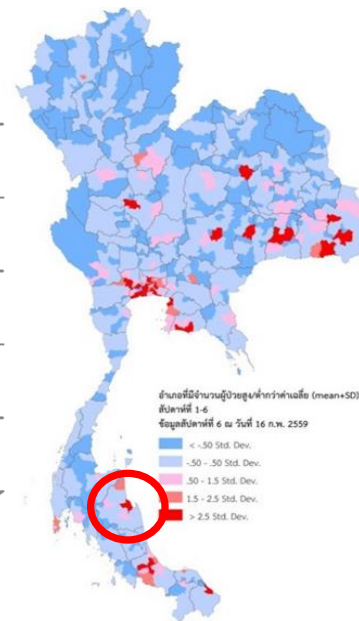 อำเภอที่มีจำนวนผู้ป่วยสูง/ต่ำกว่าค่าเฉลี่ย (mean+SD)
สัปดาห์ที่ 1-6
ข้อมูลสัปดาห์ที่ 6 ณ วันที่ 16 ก.พ. 2559
< -.50 Std. Dev.
-.50 - .50 Std. Dev.
.50 - 1.5 Std. Dev.
1.5 - 2.5 Std. Dev.
> 2.5 Std. Dev.